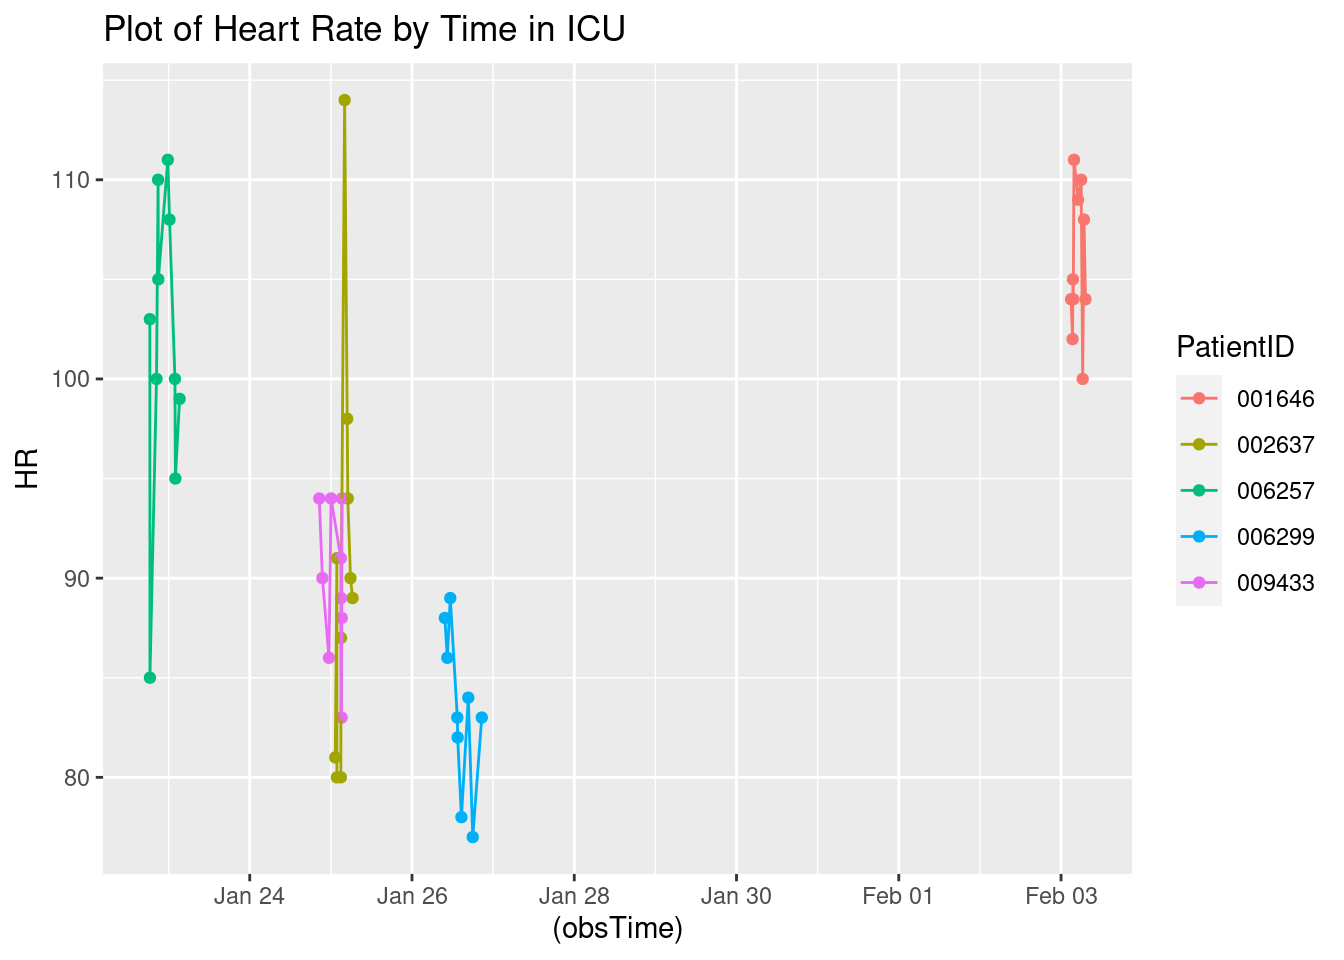 Plot of Heart Rate by Time in ICU
HR
110
100
90
80
Jan 24 Jan 26 Jan 28 Jan 30 Feb 01 Feb 03
(obsTime)
PatientID
001646
002637
006257
006299
009433